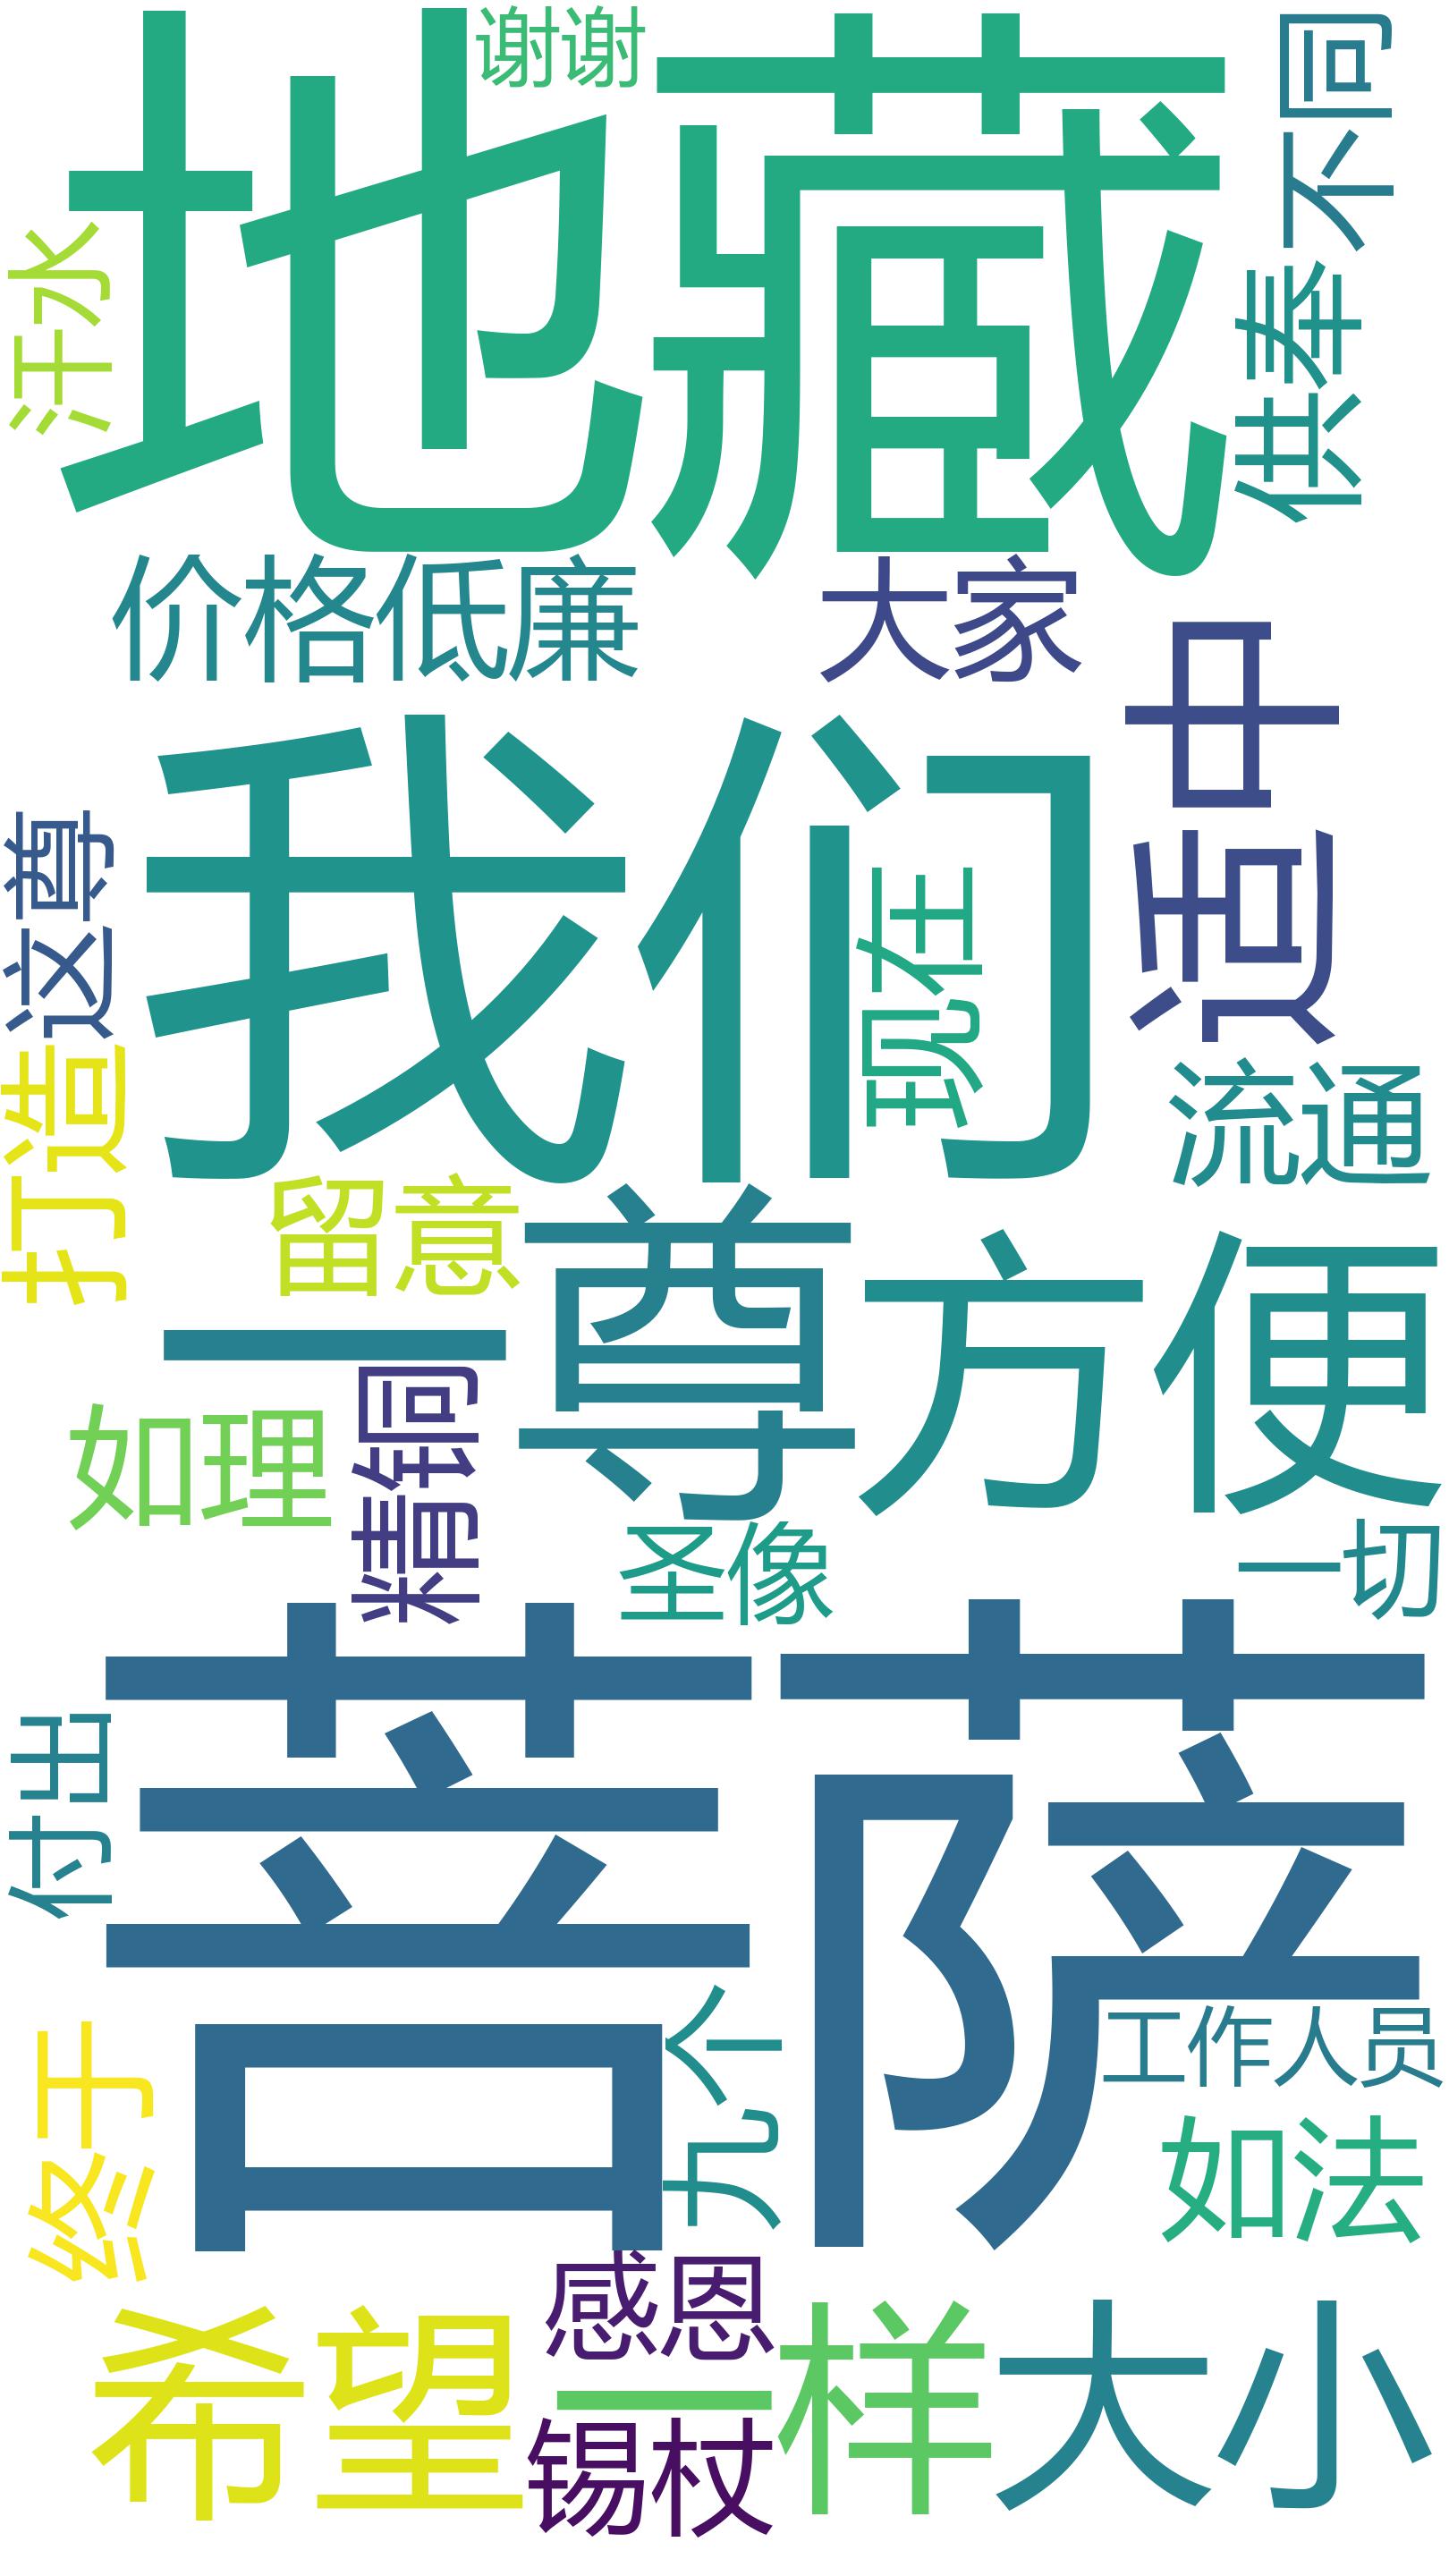 谢谢
地藏
不同
汗水
供奉
价格低廉
大家
适中
我们
现在
这尊
流通
打造
留意
一尊
方便
如理
精铜
圣像
一切
菩萨
付出
九个
工作人员
终于
如法
感恩
希望
一样
大小
锡杖